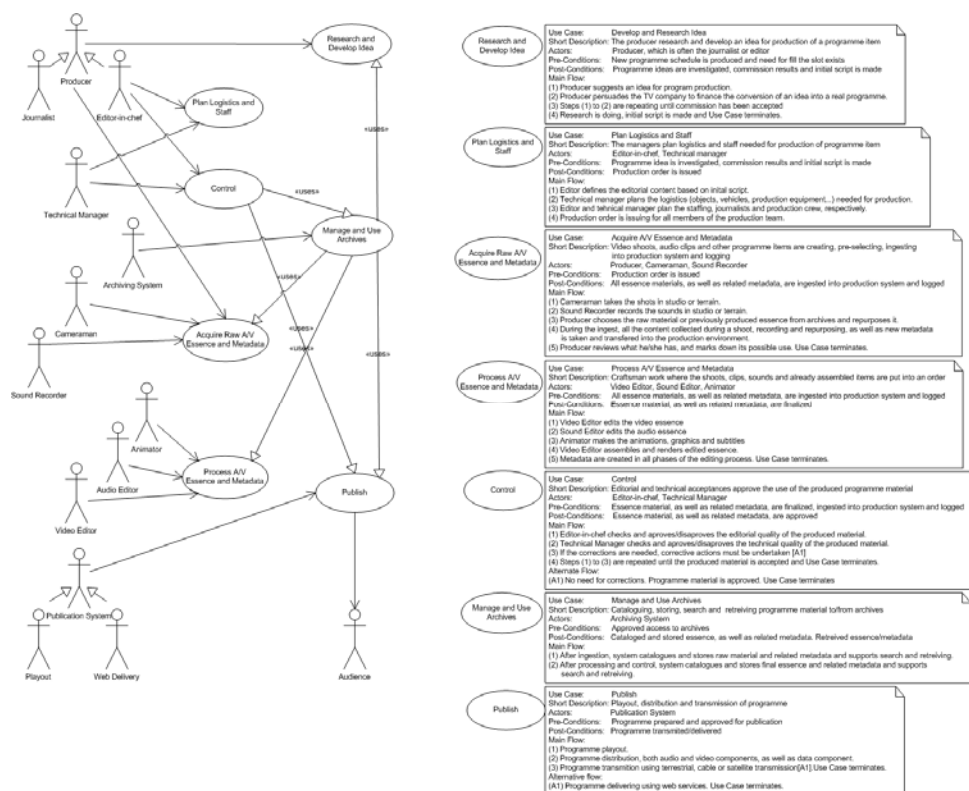 Research and
Develop Idea
Producer
Journalist
Editor-in-chef
Plan Logistics and
Staff
«uses»
Technical Manager
Control
«uses»
Manage and Use
Archives
Archiving System
«uses»
Cameraman
Acquire Raw A/V
Essence and Metadata
«uses»
«uses»
Sound Recorder
Animator
Process A/V
Essence and Metadata
Audio Editor
Publish
Video Editor
Publication System
Playout
Web Delivery
Audience
Research and
Develop Idea
Use Case: Develop and Research Idea
Short Description: The producer research and develop an idea for production of a programme item
Actors: Producer, which is often the journalist or editor
Pre-Conditions: New programme schedule is produced and need for fill the slot exists
Post-Conditions: Programme ideas are investigated, commission results and initial script is made
Main Flow:
(1) Producer suggests an idea for program production.
(2) Producer persuades the TV company to finance the conversion of an idea into a real programme.
(3) Steps (1) to (2) are repeating until commission has been accepted
(4) Research is doing, initial script is made and Use Case terminates.
Plan Logistics and
Staff
Use Case: Plan Logistics and Staff
Short Description: The managers plan logistics and staff needed for production of programme item
Actors: Editor-in-chef, Technical manager
Pre-Conditions: Programme idea is investigated, commission results and initial script is made
Post-Conditions: Production order is issued
Main Flow:
(1) Editor defines the editorial content based on inital script.
(2) Technical manager plans the logistics (objects, vehicles, production equipment...) needed for production.
(3) Editor and tehnical manager plan the staffing, journalists and production crew, respectively.
(4) Production order is issuing for all members of the production team.
Acquire Raw A/V
Essence and Metadata
Use Case: Acquire A/V Essence and Metadata
Short Description: Video shoots, audio clips and other programme items are creating, pre-selecting, ingesting
into production system and logging
Actors: Producer, Cameraman, Sound Recorder
Pre-Conditions: Production order is issued
Post-Conditions: All essence materials, as well as related metadata, are ingested into production system and logged
Main Flow:
(1) Cameraman takes the shots in studio or terrain.
(2) Sound Recorder records the sounds in studio or terrain.
(3) Producer chooses the raw material or previously produced essence from archives and repurposes it.
(4) During the ingest, all the content collected during a shoot, recording and repurposing, as well as new metadata
is taken and transfered into the production environment.
(5) Producer reviews what he/she has, and marks down its possible use. Use Case terminates.
Process A/V
Essence and Metadata
Use Case: Process A/V Essence and Metadata
Short Description: Craftsman work where the shoots, clips, sounds and already assembled items are put into an order
Actors: Video Editor, Sound Editor, Animator
Pre-Conditions: All essence materials, as well as related metadata, are ingested into production system and logged
Post-Conditions: Essence material, as well as related metadata, are finalized
Main Flow:
(1) Video Editor edits the video essence
(2) Sound Editor edits the audio essence
(3) Animator makes the animations, graphics and subtitles
(4) Video Editor assembles and renders edited essence.
(5) Metadata are created in all phases of the editing process. Use Case terminates.
Control
Use Case: Control
Short Description: Editorial and technical acceptances approve the use of the produced programme material
Actors: Editor-in-chef, Technical Manager
Pre-Conditions: Essence material, as well as related metadata, are finalized, ingested into production system and logged
Post-Conditions: Essence material, as well as related metadata, are approved
Main Flow:
(1) Editor-in-chef checks and aproves/disaproves the editorial quality of the produced material.
(2) Technical Manager checks and aproves/disaproves the technical quality of the produced material.
(3) If the corrections are needed, corrective actions must be undertaken [A1]
(4) Steps (1) to (3) are repeated until the produced material is accepted and Use Case terminates.
Alternate Flow:
(A1) No need for corrections. Programme material is approved. Use Case terminates
Manage and Use
Archives
Use Case: Manage and Use Archives
Short Description: Cataloguing, storing, search and retreiving programme material to/from archives
Actors: Archiving System
Pre-Conditions: Approved access to archives
Post-Conditions: Cataloged and stored essence, as well as related metadata. Retreived essence/metadata
Main Flow:
(1) After ingestion, system catalogues and stores raw material and related metadata and supports search and retreiving.
(2) After processing and control, system catalogues and stores final essence and related metadata and supports
search and retreiving.
Publish
Use Case: Publish
Short Description: Playout, distribution and transmission of programme
Actors: Publication System
Pre-Conditions: Programme prepared and approved for publication
Post-Conditions: Programme transmited/delivered
Main Flow:
(1) Programme playout.
(2) Programme distribution, both audio and video components, as well as data component.
(3) Programme transmition using terrestrial, cable or satellite transmission[A1].Use Case terminates.
Alternative flow:
(A1) Programme delivering using web services. Use Case terminates.